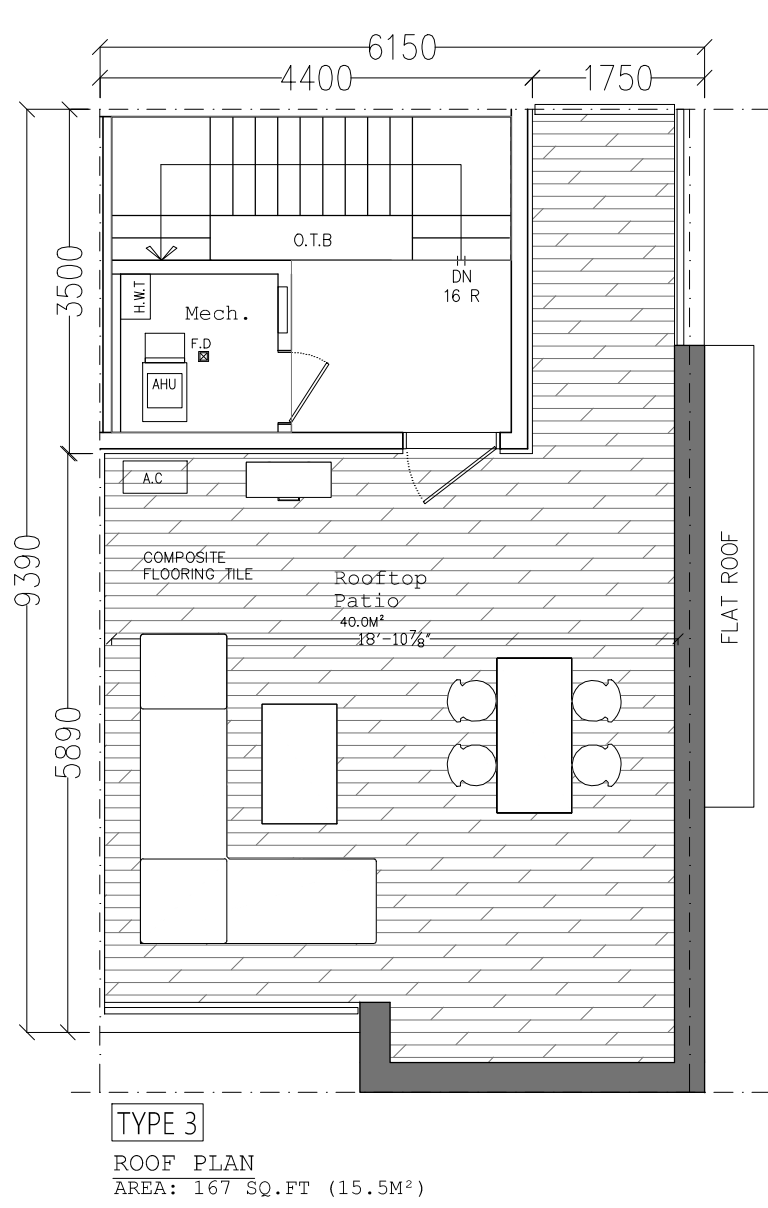 6150
4400
1750
3500
9390
5890
O.T.B
DN
16 R
H.W.T
Mech.
F.D
AHU
A.C
COMPOSITE
FLOORING TILE
Rooftop
Patio
40.0M²
18'-10⅞"
FLAT ROOF
TYPE 3
ROOF PLAN
AREA: 167 SQ.FT (15.5M²)